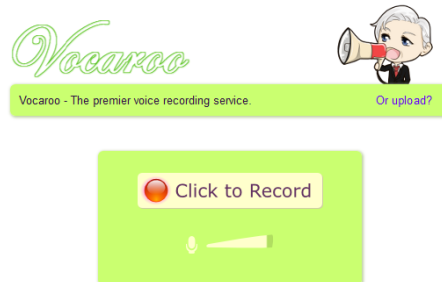 Vocaroo
Vocaroo - The premier voice recording service. Or upload?
Click to Record